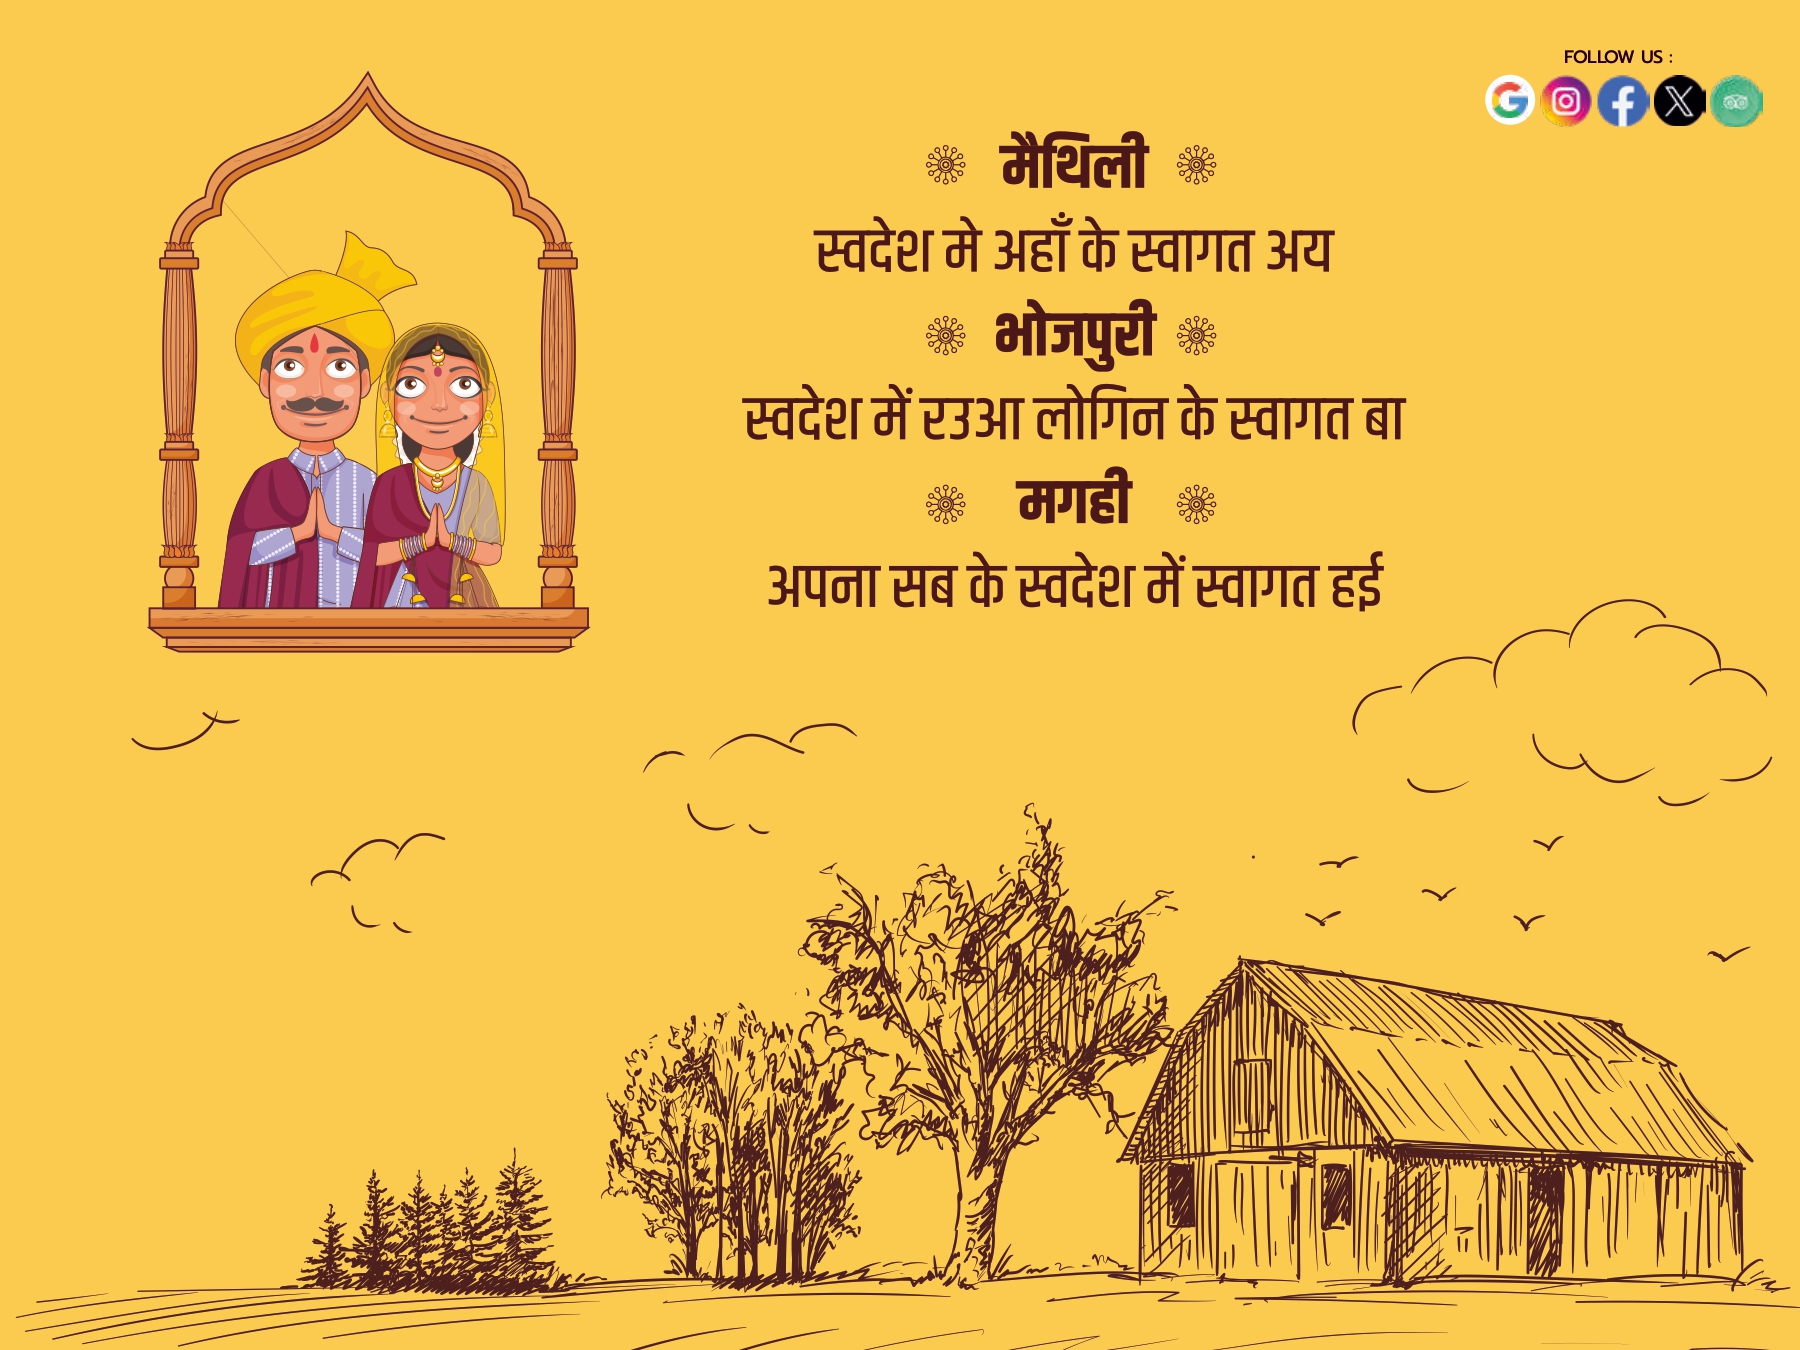 FOLLOW US :
मैथिली
स्वदेश मे अहाँ के स्वागत अय
भोजपुरी
स्वदेश में रउआ लोगिन के स्वागत बा
मगही
अपना सब के स्वदेश में स्वागत हई